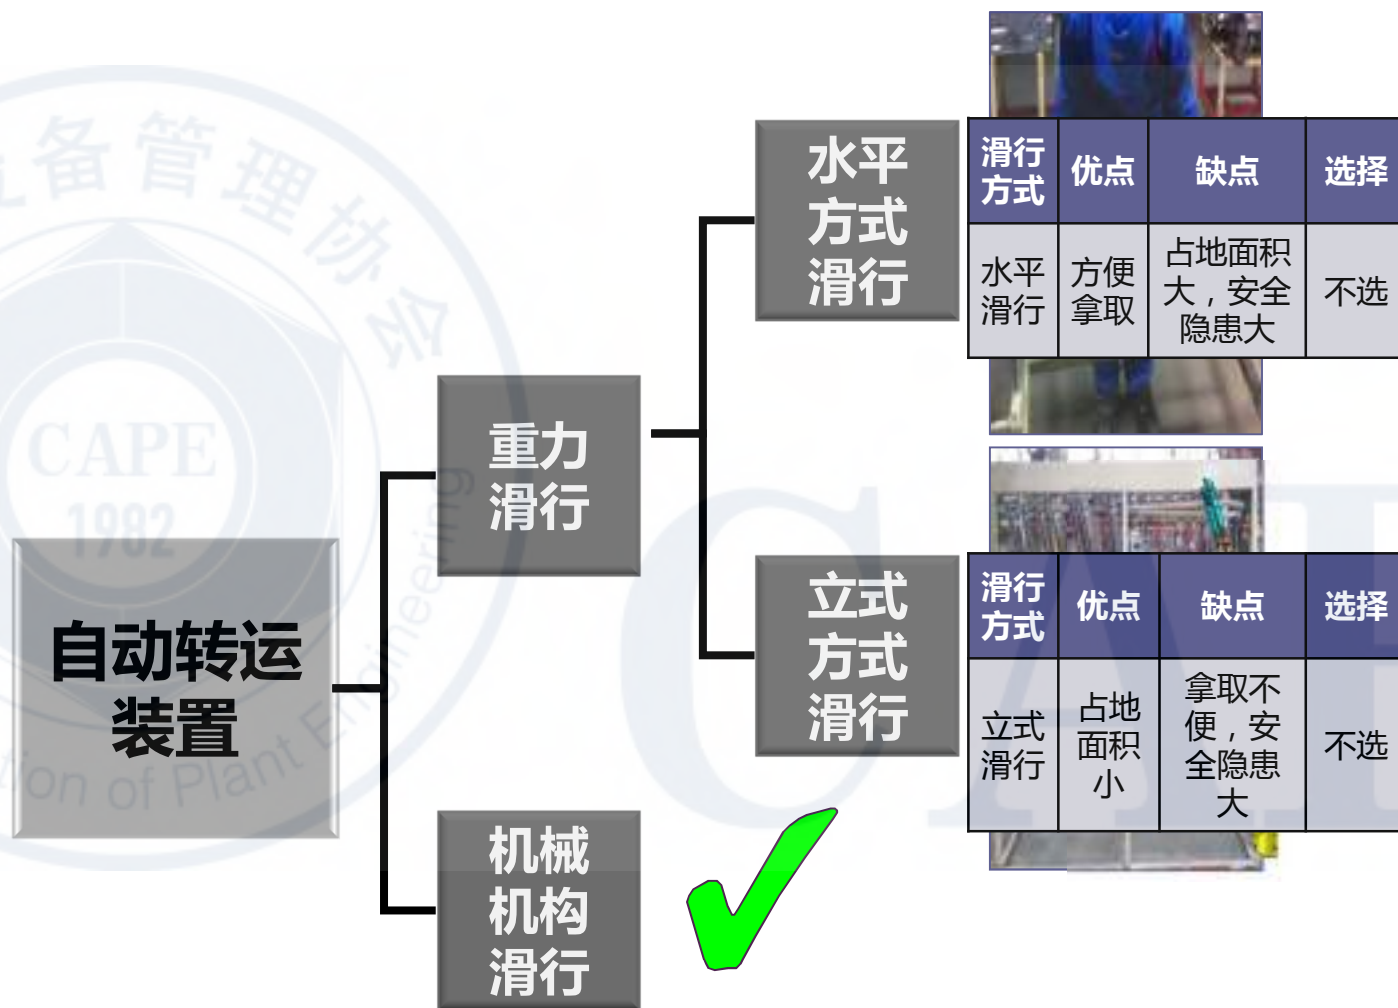 自动转运
装置
重力
滑行
机械
机构
滑行
水平
方式
滑行
滑行
方式
优点
缺点
选择
水平
滑行
方便
拿取
占地面积
大，安全
隐患大
不选
立式
方式
滑行
滑行
方式
优点
缺点
选择
立式
滑行
占地
面积
小
拿取不
便，安
全隐患
大
不选
备管理协会
CAPE
1982
tion of Plant Engineering
CAP